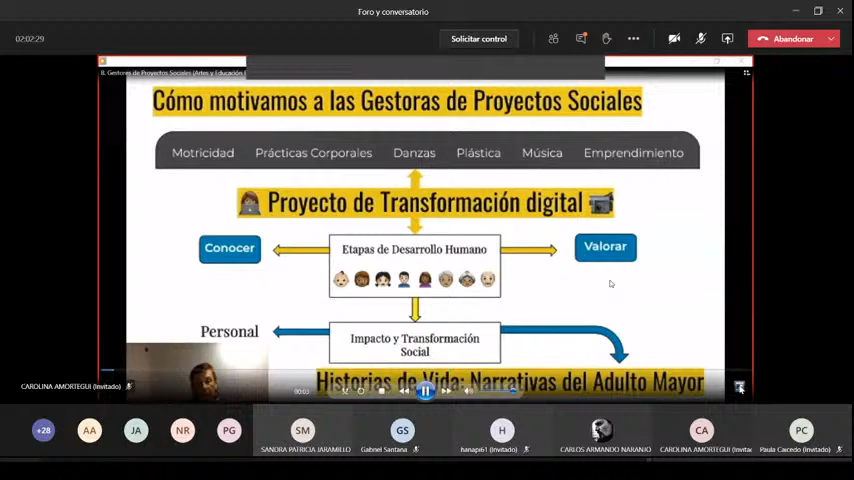 Foro y conversatorio
02:02:29
Solicitar control
Abandonar
8. Gestores de Proyectos Sociales (Artes y Educación
Cómo motivamos a las Gestoras de Proyectos Sociales
Motricidad Prácticas Corporales Danzas Plástica Música Emprendimiento
Proyecto de Transformación digital
Conocer
Etapas de Desarrollo Humano
Valorar
Personal
Impacto y Transformación
Social
Historias de Vida: Narrativas del Adulto Mayor
CAROLINA AMORTEGUI (Invitado)
00:03
+28 AA JA NR PG SM GS H CA PC
SANDRA PATRICIA JARAMILLO Gabriel Santana hanapi61 (Invitado) CARLOS ARMANDO NARANJO CAROLINA AMORTEGUI (Invitac Paula Caicedo (Invitado)